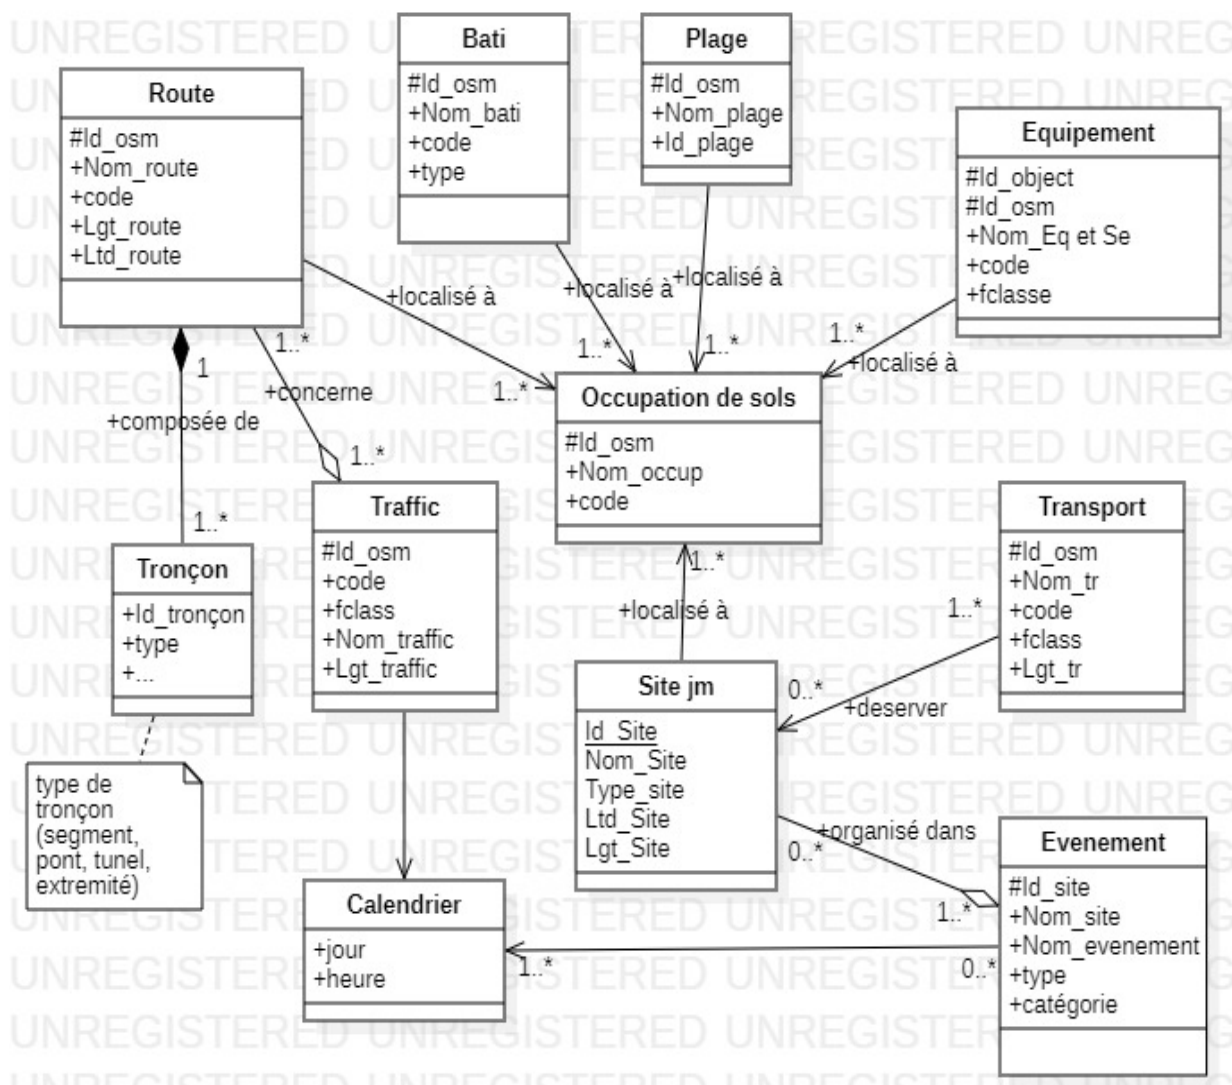 UNREGISTERED UNREGISTERED UNREGISTERED
Bati
#Id_osm
+Nom_bati
+code
+type
Plage
#Id_osm
+Nom_plage
+Id_plage
Route
#Id_osm
+Nom_route
+code
+Lgt_route
+Ltd_route
Equipement
#Id_object
#Id_osm
+Nom_Eq et Se
+code
+fclasse
+localisé à
+localisé à
+localisé à
+localisé à
1..*
1..*
1..*
1..*
1
1..*
+concerne
+composée de
1..*
1..*
Occupation de sols
#Id_osm
+Nom_occup
+code
Traffic
#Id_osm
+code
+fclass
+Nom_traffic
+Lgt_traffic
Transport
#Id_osm
+Nom_tr
+code
+fclass
+Lgt_tr
Tronçon
+Id_tronçon
+type
+...
1..*
+localisé à
1..*
0..*
+deserver
Site jm
Id_Site
Nom_Site
Type_site
Ltd_Site
Lgt_Site
type de
tronçon
(segment,
pont, tunel,
extremité)
+organisé dans
0..*
1..*
Evenement
#Id_site
+Nom_site
+Nom_evenement
+type
+catégorie
Calendrier
+jour
+heure
1..*
0..*